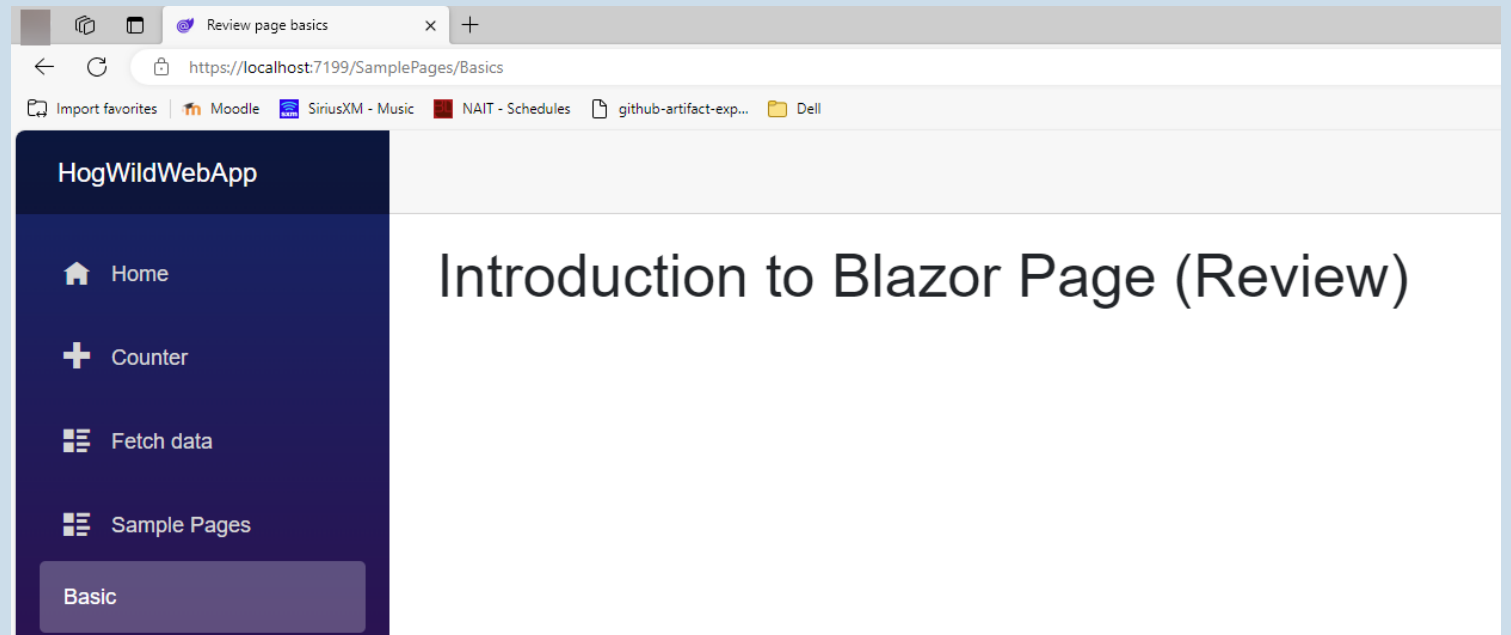 Review page basics
https://localhost:7199/SamplePages/Basics
Import favorites Moodle SiriusXM - Music NAIT - Schedules github-artifact-exp... Dell
HogWildWebApp
Introduction to Blazor Page (Review)
Home
Counter
Fetch data
Sample Pages
Basic